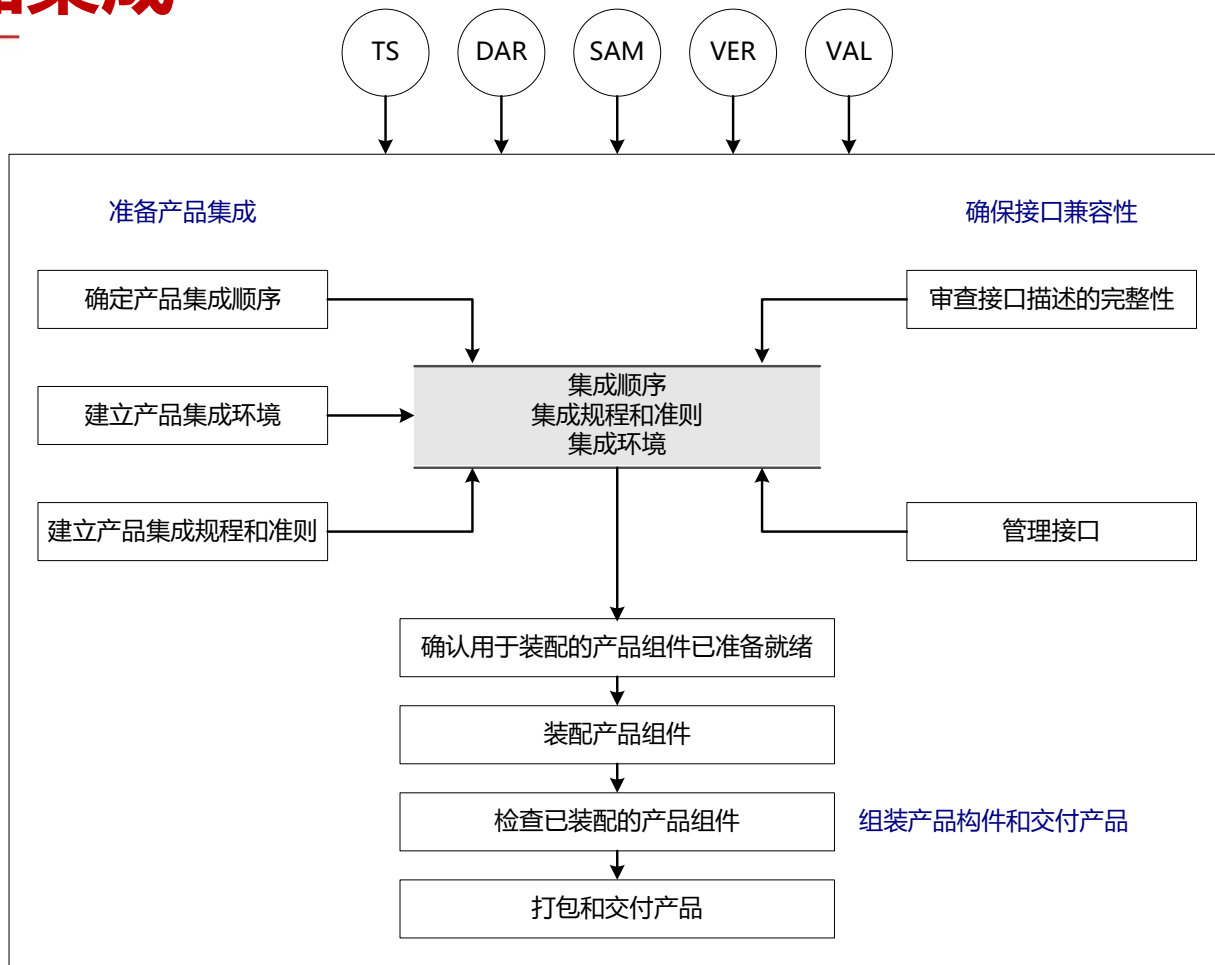 品集成
TS
DAR
SAM
VER
VAL
准备产品集成
确保接口兼容性
确定产品集成顺序
审查接口描述的完整性
集成顺序
集成规程和准则
集成环境
建立产品集成环境
建立产品集成规程和准则
管理接口
确认用于装配的产品组件已准备就绪
装配产品组件
检查已装配的产品组件
组装产品构件和交付产品
打包和交付产品